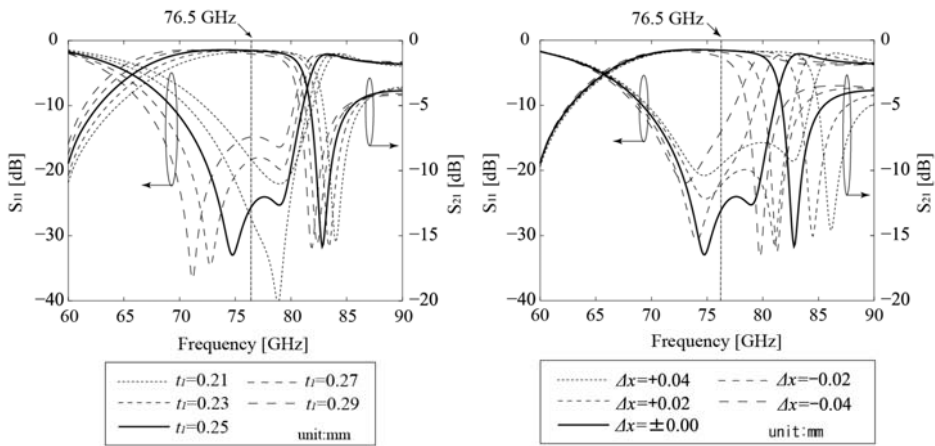 76.5 GHz
0
−10
−20
−30
−40
S11 [dB]
0
−5
−10
−15
−20
S21 [dB]
60 65 70 75 80 85 90
Frequency [GHz]
t1=0.21
t1=0.23
t1=0.25
t1=0.27
t1=0.29
unit:mm
76.5 GHz
0
−10
−20
−30
−40
S11 [dB]
0
−5
−10
−15
−20
S21 [dB]
60 65 70 75 80 85 90
Frequency [GHz]
Δx=+0.04
Δx=+0.02
Δx=±0.00
Δx=−0.02
Δx=−0.04
unit:mm